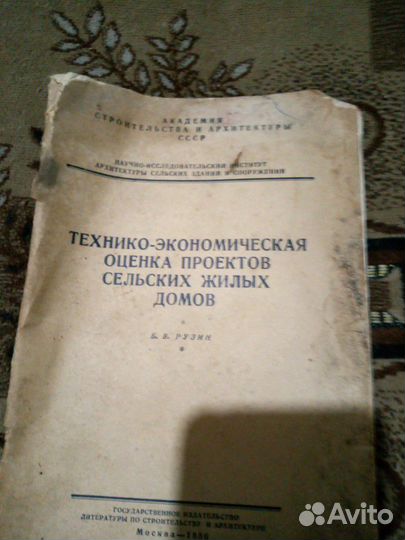 АКАДЕМИЯ
СТРОИТЕЛЬСТВА И АРХИТЕКТУРЫ
СССР
НАУЧНО-ИССЛЕДОВАТЕЛЬСКИЙ ИНСТИТУТ
АРХИТЕКТУРЫ СЕЛЬСКИХ ЗДАНИЙ И СООРУЖЕНИЙ
ТЕХНИКО-ЭКОНОМИЧЕСКАЯ
ОЦЕНКА ПРОЕКТОВ
СЕЛЬСКИХ ЖИЛЫХ
ДОМОВ
РУЗИН
ГОСУДАРСТВЕННОЕ ИЗДАТЕЛЬСТВО
ЛИТЕРАТУРЫ ПО СТРОИТЕЛЬСТВУ И АРХИТЕКТУРЕ
Москва
Avito